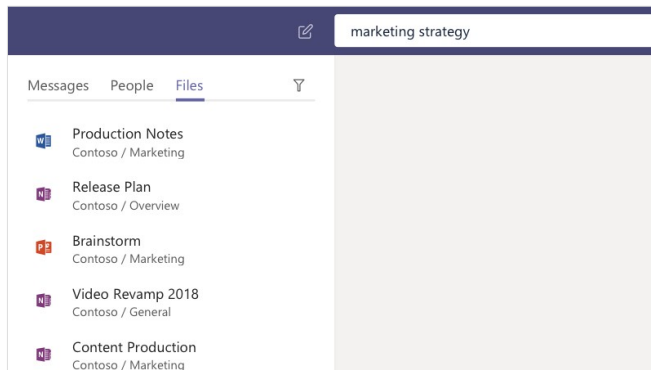 marketing strategy
Messages People Files
Production Notes
Contoso / Marketing
Release Plan
Contoso / Overview
Brainstorm
Contoso / Marketing
Video Revamp 2018
Contoso / General
Content Production
Contoso / Marketing